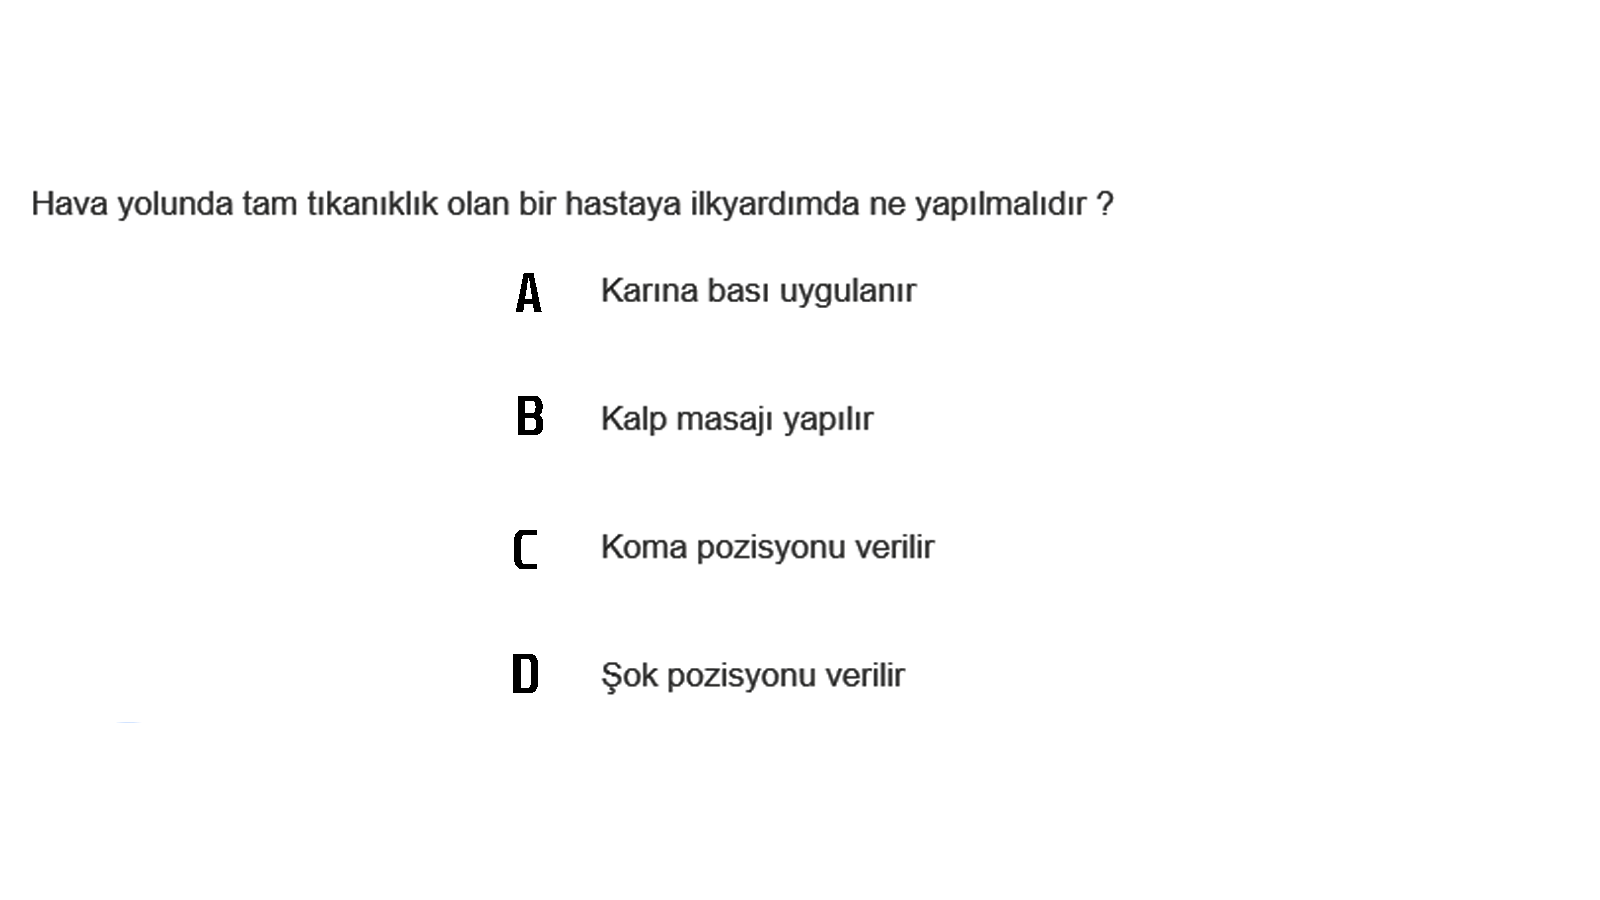 Hava yolunda tam tıkanıklık olan bir hastaya ilkyardımda ne yapılmalıdır ?
A Karına bası uygulanır
B Kalp masajı yapılır
C Koma pozisyonu verilir
D Şok pozisyonu verilir